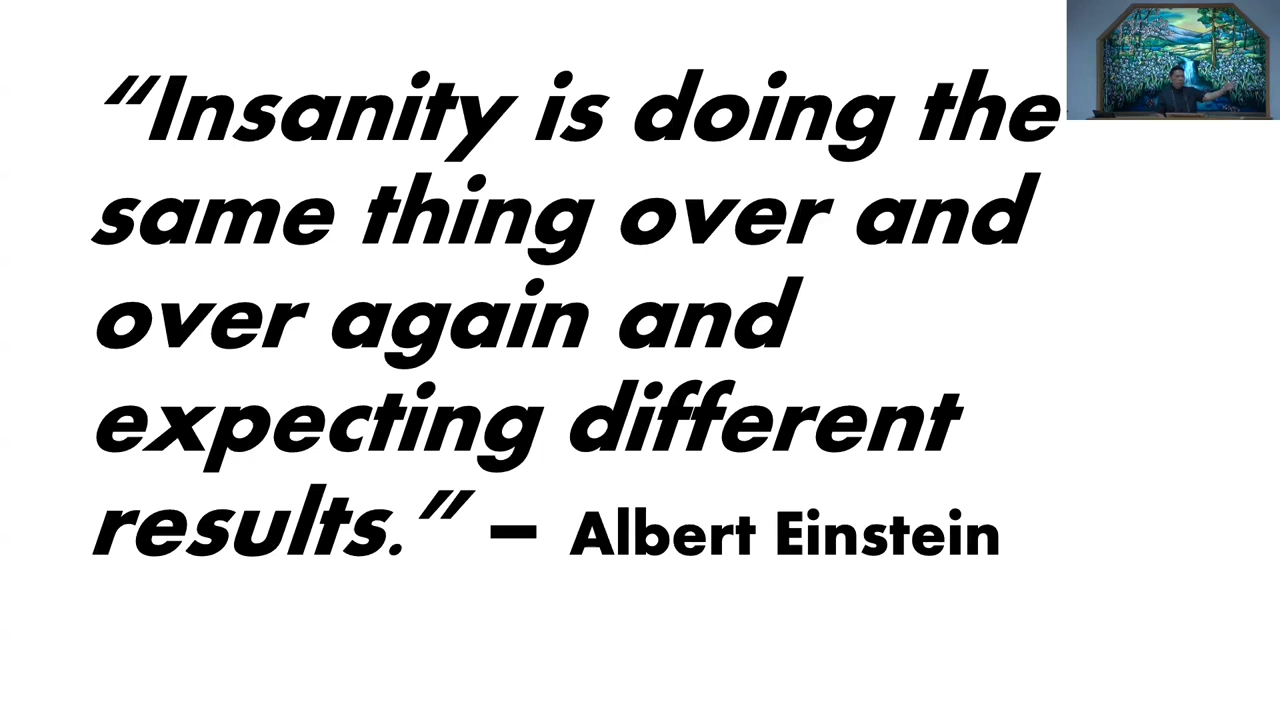 “Insanity is doing the
same thing over and
over again and
expecting different
results.” – Albert Einstein